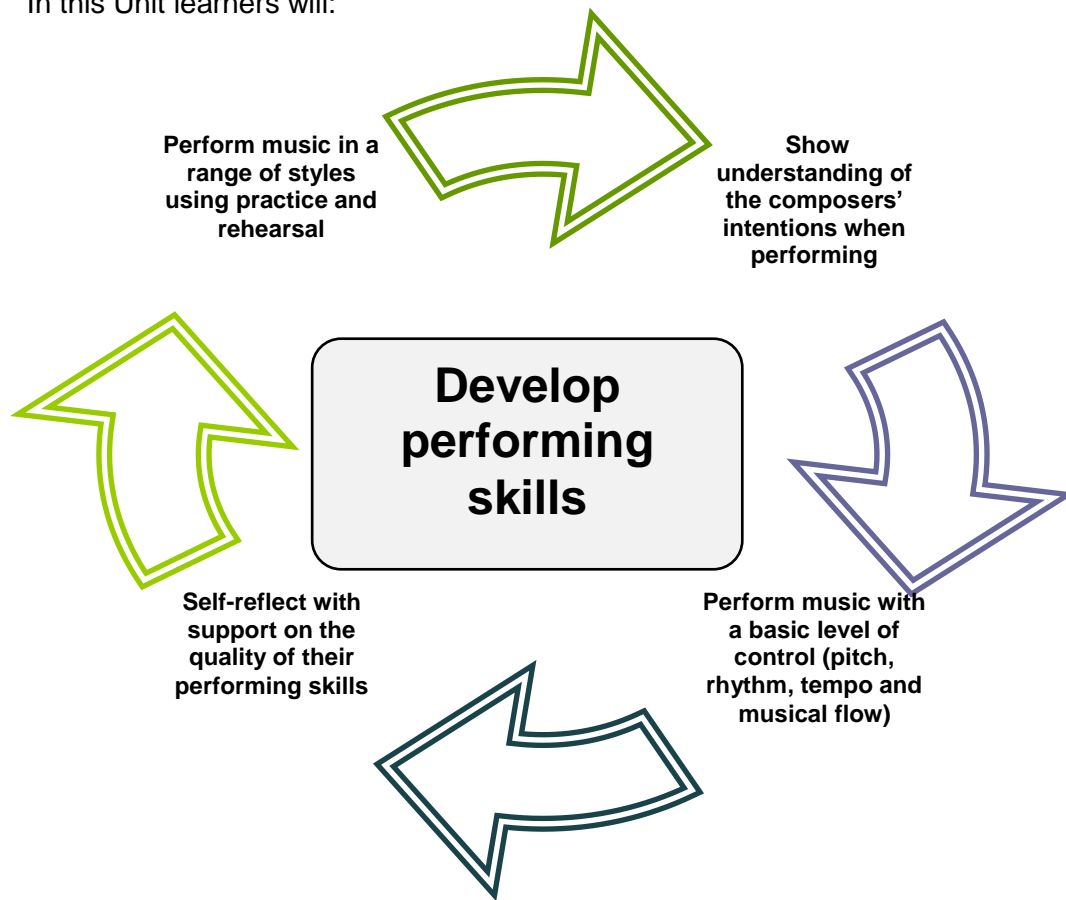 In this Unit learners will:
Perform music in a
range of styles
using practice and
rehearsal
Show
understanding of
the composers’
intentions when
performing
Develop
performing
skills
Self-reflect with
support on the
quality of their
performing skills
Perform music with
a basic level of
control (pitch,
rhythm, tempo and
musical flow)